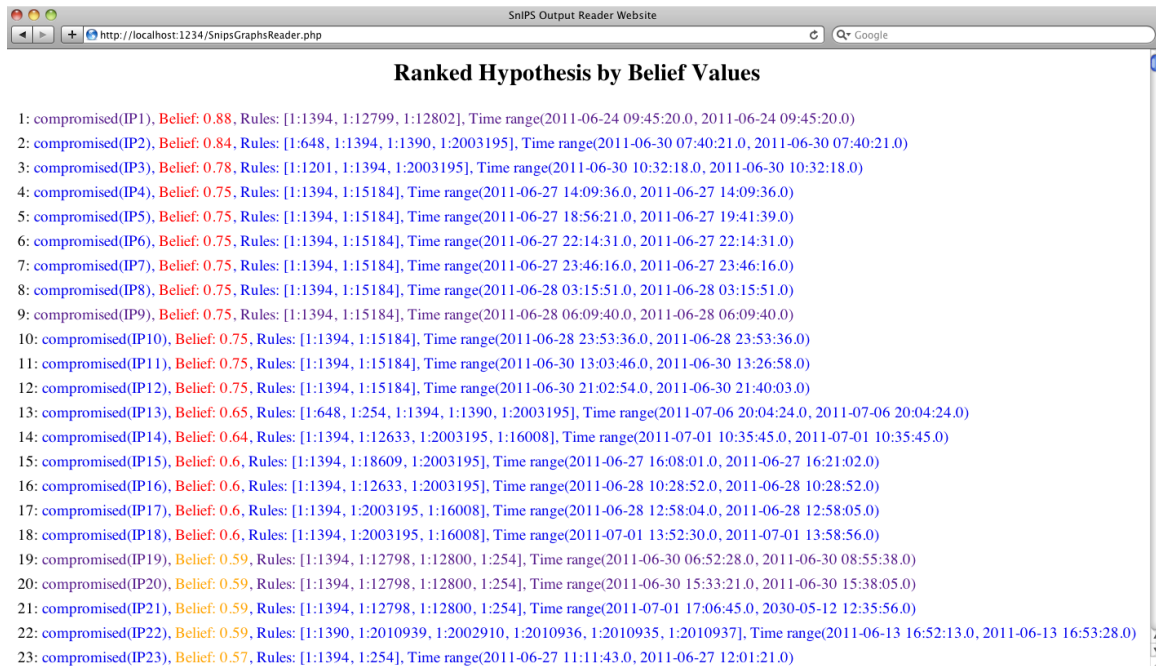 SnIPS Output Reader Website
http://localhost:1234/SnipsGraphsReader.php
Google
Ranked Hypothesis by Belief Values
1: compromised(IP1), Belief: 0.88, Rules: [1:1394, 1:12799, 1:12802], Time range(2011-06-24 09:45:20.0, 2011-06-24 09:45:20.0)
2: compromised(IP2), Belief: 0.84, Rules: [1:648, 1:1394, 1:1390, 1:2003195], Time range(2011-06-30 07:40:21.0, 2011-06-30 07:40:21.0)
3: compromised(IP3), Belief: 0.78, Rules: [1:1201, 1:1394, 1:2003195], Time range(2011-06-30 10:32:18.0, 2011-06-30 10:32:18.0)
4: compromised(IP4), Belief: 0.75, Rules: [1:1394, 1:15184], Time range(2011-06-27 14:09:36.0, 2011-06-27 14:09:36.0)
5: compromised(IP5), Belief: 0.75, Rules: [1:1394, 1:15184], Time range(2011-06-27 18:56:21.0, 2011-06-27 19:41:39.0)
6: compromised(IP6), Belief: 0.75, Rules: [1:1394, 1:15184], Time range(2011-06-27 22:14:31.0, 2011-06-27 22:14:31.0)
7: compromised(IP7), Belief: 0.75, Rules: [1:1394, 1:15184], Time range(2011-06-27 23:46:16.0, 2011-06-27 23:46:16.0)
8: compromised(IP8), Belief: 0.75, Rules: [1:1394, 1:15184], Time range(2011-06-28 03:15:51.0, 2011-06-28 03:15:51.0)
9: compromised(IP9), Belief: 0.75, Rules: [1:1394, 1:15184], Time range(2011-06-28 06:09:40.0, 2011-06-28 06:09:40.0)
10: compromised(IP10), Belief: 0.75, Rules: [1:1394, 1:15184], Time range(2011-06-28 23:53:36.0, 2011-06-28 23:53:36.0)
11: compromised(IP11), Belief: 0.75, Rules: [1:1394, 1:15184], Time range(2011-06-30 13:03:46.0, 2011-06-30 13:26:58.0)
12: compromised(IP12), Belief: 0.75, Rules: [1:1394, 1:15184], Time range(2011-06-30 21:02:54.0, 2011-06-30 21:40:03.0)
13: compromised(IP13), Belief: 0.65, Rules: [1:648, 1:254, 1:1394, 1:1390, 1:2003195], Time range(2011-07-06 20:04:24.0, 2011-07-06 20:04:24.0)
14: compromised(IP14), Belief: 0.64, Rules: [1:1394, 1:12633, 1:2003195, 1:16008], Time range(2011-07-01 10:35:45.0, 2011-07-01 10:35:45.0)
15: compromised(IP15), Belief: 0.6, Rules: [1:1394, 1:18609, 1:2003195], Time range(2011-06-27 16:08:01.0, 2011-06-27 16:21:02.0)
16: compromised(IP16), Belief: 0.6, Rules: [1:1394, 1:12633, 1:2003195], Time range(2011-06-28 10:28:52.0, 2011-06-28 10:28:52.0)
17: compromised(IP17), Belief: 0.6, Rules: [1:1394, 1:2003195, 1:16008], Time range(2011-06-28 12:58:04.0, 2011-06-28 12:58:05.0)
18: compromised(IP18), Belief: 0.6, Rules: [1:1394, 1:2003195, 1:16008], Time range(2011-07-01 13:52:30.0, 2011-07-01 13:58:56.0)
19: compromised(IP19), Belief: 0.59, Rules: [1:1394, 1:12798, 1:12800, 1:254], Time range(2011-06-30 06:52:28.0, 2011-06-30 08:55:38.0)
20: compromised(IP20), Belief: 0.59, Rules: [1:1394, 1:12798, 1:12800, 1:254], Time range(2011-06-30 15:33:21.0, 2011-06-30 15:38:05.0)
21: compromised(IP21), Belief: 0.59, Rules: [1:1394, 1:12798, 1:12800, 1:254], Time range(2011-07-01 17:06:45.0, 2030-05-12 12:35:56.0)
22: compromised(IP22), Belief: 0.59, Rules: [1:1390, 1:2010939, 1:2002910, 1:2010936, 1:2010935, 1:2010937], Time range(2011-06-13 16:52:13.0, 2011-06-13 16:53:28.0)
23: compromised(IP23), Belief: 0.57, Rules: [1:1394, 1:254], Time range(2011-06-27 11:11:43.0, 2011-06-27 12:01:21.0)